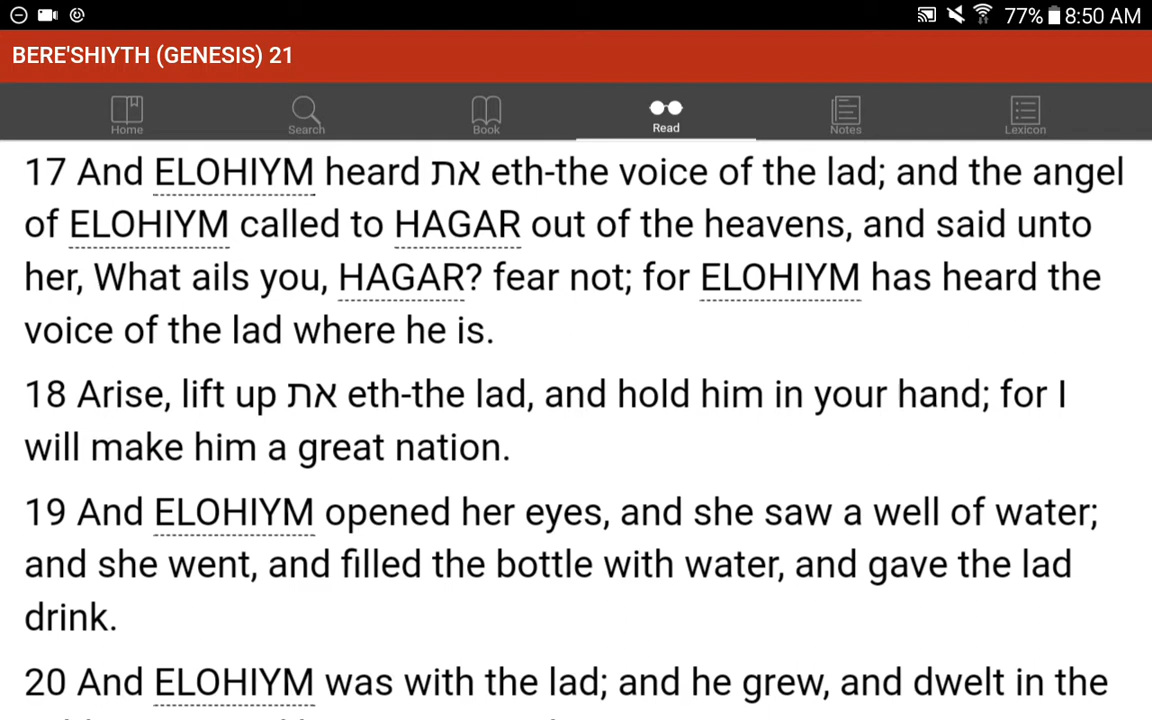 77% 8:50 AM
BERE'SHIYTH (GENESIS) 21
Home Search Book Read Notes Lexicon
17 And ELOHIYM heard את eth-the voice of the lad; and the angel
of ELOHIYM called to HAGAR out of the heavens, and said unto
her, What ails you, HAGAR? fear not; for ELOHIYM has heard the
voice of the lad where he is.
18 Arise, lift up את eth-the lad, and hold him in your hand; for I
will make him a great nation.
19 And ELOHIYM opened her eyes, and she saw a well of water;
and she went, and filled the bottle with water, and gave the lad
drink.
20 And ELOHIYM was with the lad; and he grew, and dwelt in the